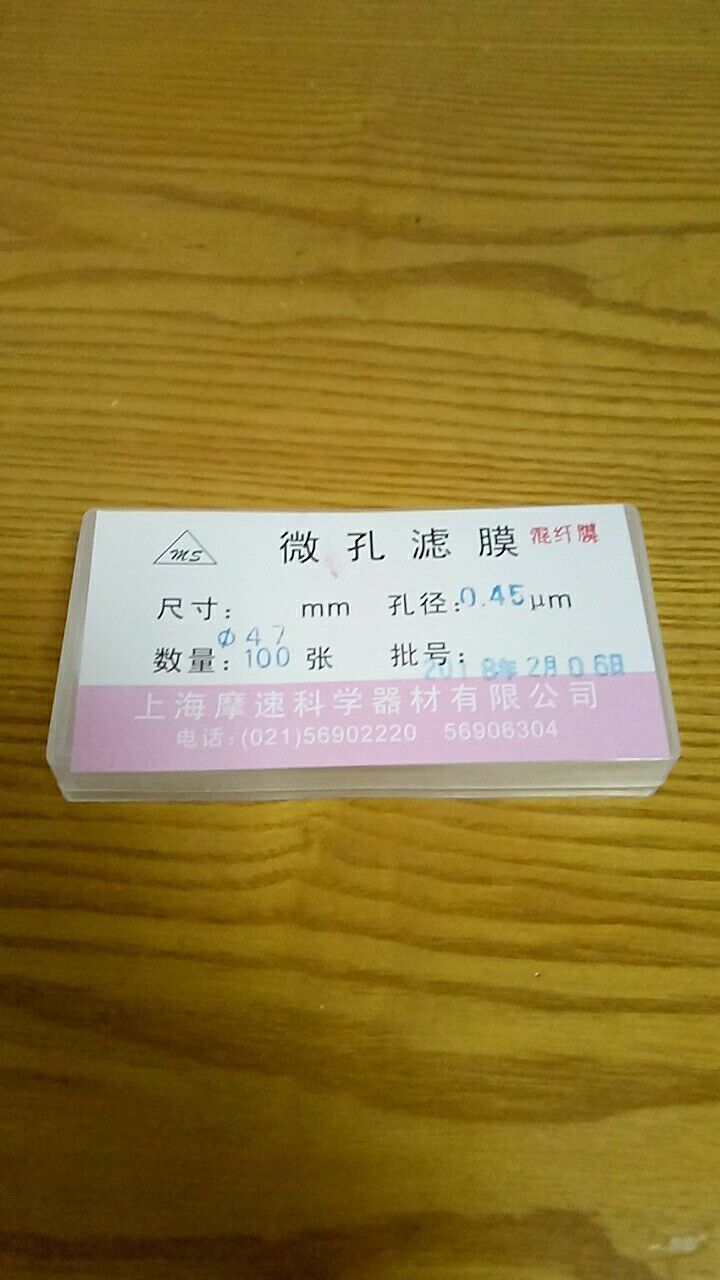 MS 微孔滤膜 混纤膜
尺寸: mm 孔径:0.45μm
Φ47
数量:100 张 批号:
2018年2月06日
上海摩速科学器材有限公司
电话:(021)56902220 56906304